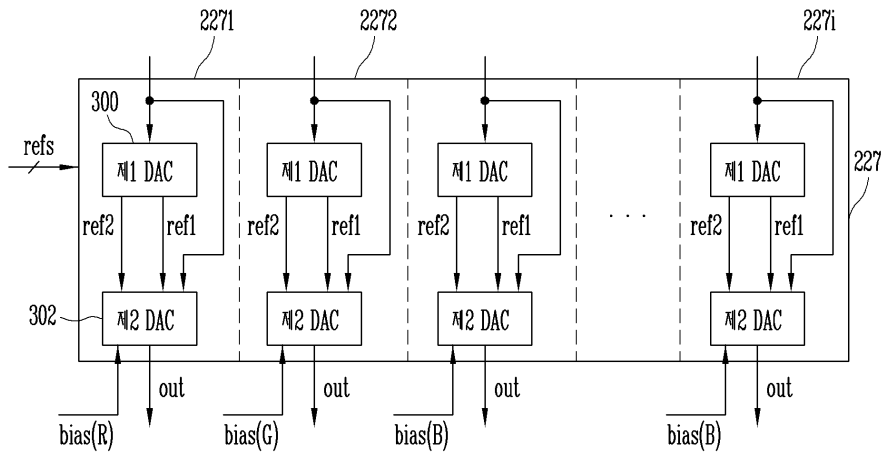 2271 2272 227i
300
refs
제1 DAC 제1 DAC 제1 DAC 제1 DAC
227
ref2 ref1 ref2 ref1 ref2 ref1 . . . ref2 ref1
302
제2 DAC 제2 DAC 제2 DAC 제2 DAC
out out out out
bias(R) bias(G) bias(B) bias(B)